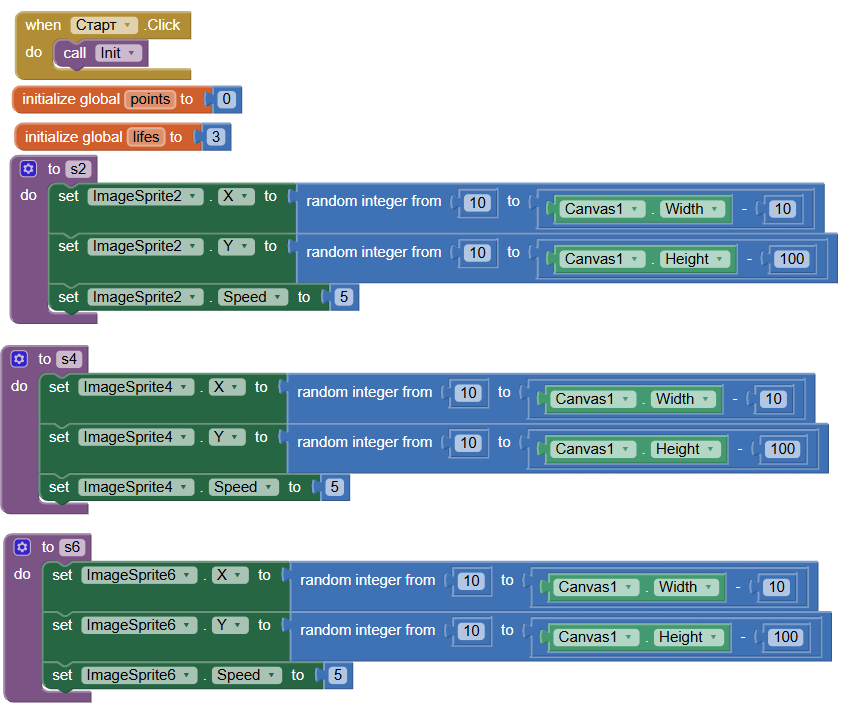 when Старт .Click
do call Init
initialize global points to 0
initialize global lifes to 3
to s2
do set ImageSprite2 . X to random integer from 10 to Canvas1 . Width - 10
set ImageSprite2 . Y to random integer from 10 to Canvas1 . Height - 100
set ImageSprite2 . Speed to 5
to s4
do set ImageSprite4 . X to random integer from 10 to Canvas1 . Width - 10
set ImageSprite4 . Y to random integer from 10 to Canvas1 . Height - 100
set ImageSprite4 . Speed to 5
to s6
do set ImageSprite6 . X to random integer from 10 to Canvas1 . Width - 10
set ImageSprite6 . Y to random integer from 10 to Canvas1 . Height - 100
set ImageSprite6 . Speed to 5